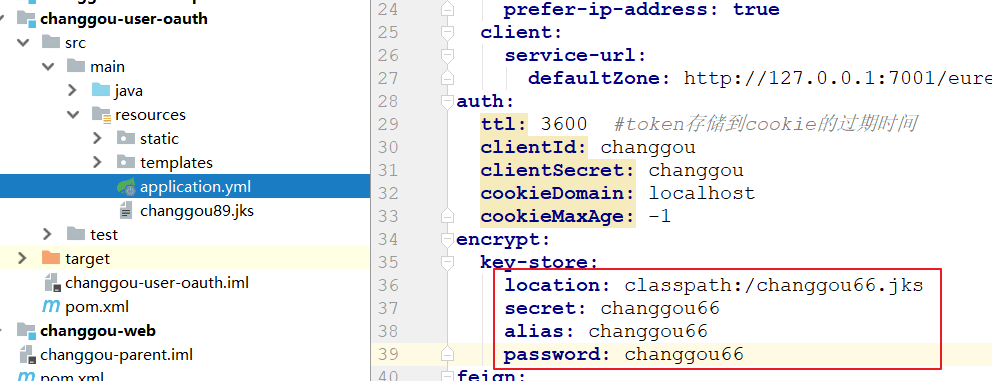 changgou-user-oauth
src
main
java
resources
static
templates
application.yml
changgou89.jks
test
target
changgou-user-oauth.iml
pom.xml
changgou-web
changgou-parent.iml
pom.xml
24 prefer-ip-address: true
25 client:
26 service-url:
27 defaultZone: http://127.0.0.1:7001/eure
28 auth:
29 ttl: 3600 #token存储到cookie的过期时间
30 clientId: changgou
31 clientSecret: changgou
32 cookieDomain: localhost
33 cookieMaxAge: -1
34 encrypt:
35 key-store:
36 location: classpath:/changgou66.jks
37 secret: changgou66
38 alias: changgou66
39 password: changgou66
40 feign: